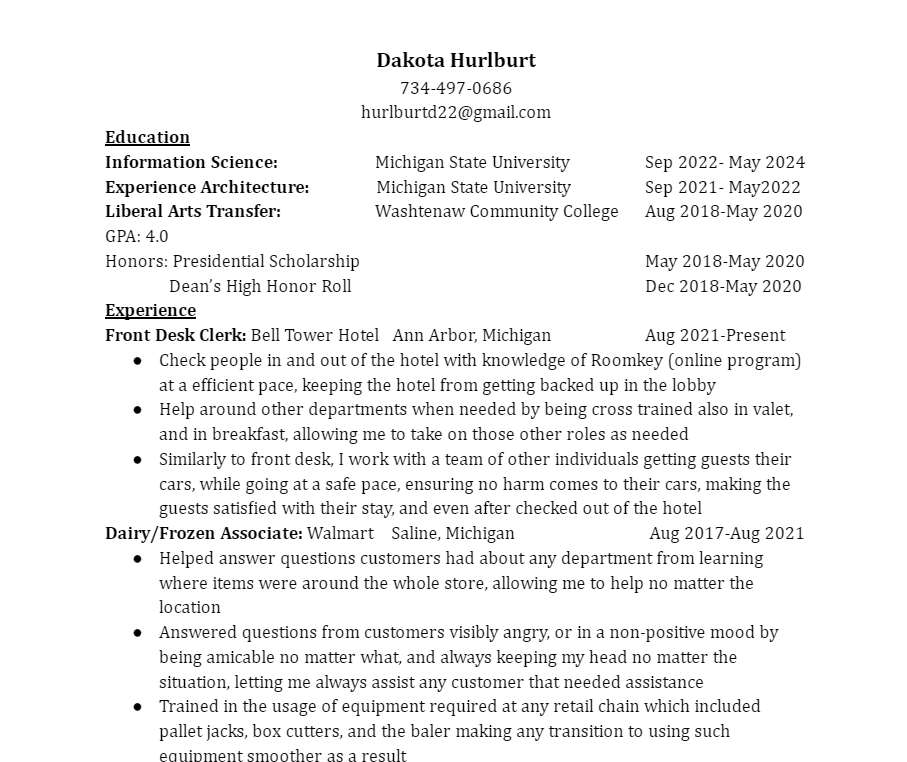 Dakota Hurlburt
734-497-0686
hurlburtd22@gmail.com
Education
Information Science: Michigan State University Sep 2022- May 2024
Experience Architecture: Michigan State University Sep 2021- May2022
Liberal Arts Transfer: Washtenaw Community College Aug 2018-May 2020
GPA: 4.0
Honors: Presidential Scholarship May 2018-May 2020
Dean's High Honor Roll Dec 2018-May 2020
Experience
Front Desk Clerk: Bell Tower Hotel Ann Arbor, Michigan Aug 2021-Present
● Check people in and out of the hotel with knowledge of Roomkey (online program)
at a efficient pace, keeping the hotel from getting backed up in the lobby
● Help around other departments when needed by being cross trained also in valet,
and in breakfast, allowing me to take on those other roles as needed
● Similarly to front desk, I work with a team of other individuals getting guests their
cars, while going at a safe pace, ensuring no harm comes to their cars, making the
guests satisfied with their stay, and even after checked out of the hotel
Dairy/Frozen Associate: Walmart Saline, Michigan Aug 2017-Aug 2021
● Helped answer questions customers had about any department from learning
where items were around the whole store, allowing me to help no matter the
location
● Answered questions from customers visibly angry, or in a non-positive mood by
being amicable no matter what, and always keeping my head no matter the
situation, letting me always assist any customer that needed assistance
● Trained in the usage of equipment required at any retail chain which included
pallet jacks, box cutters, and the baler making any transition to using such
equipment smoother as a result